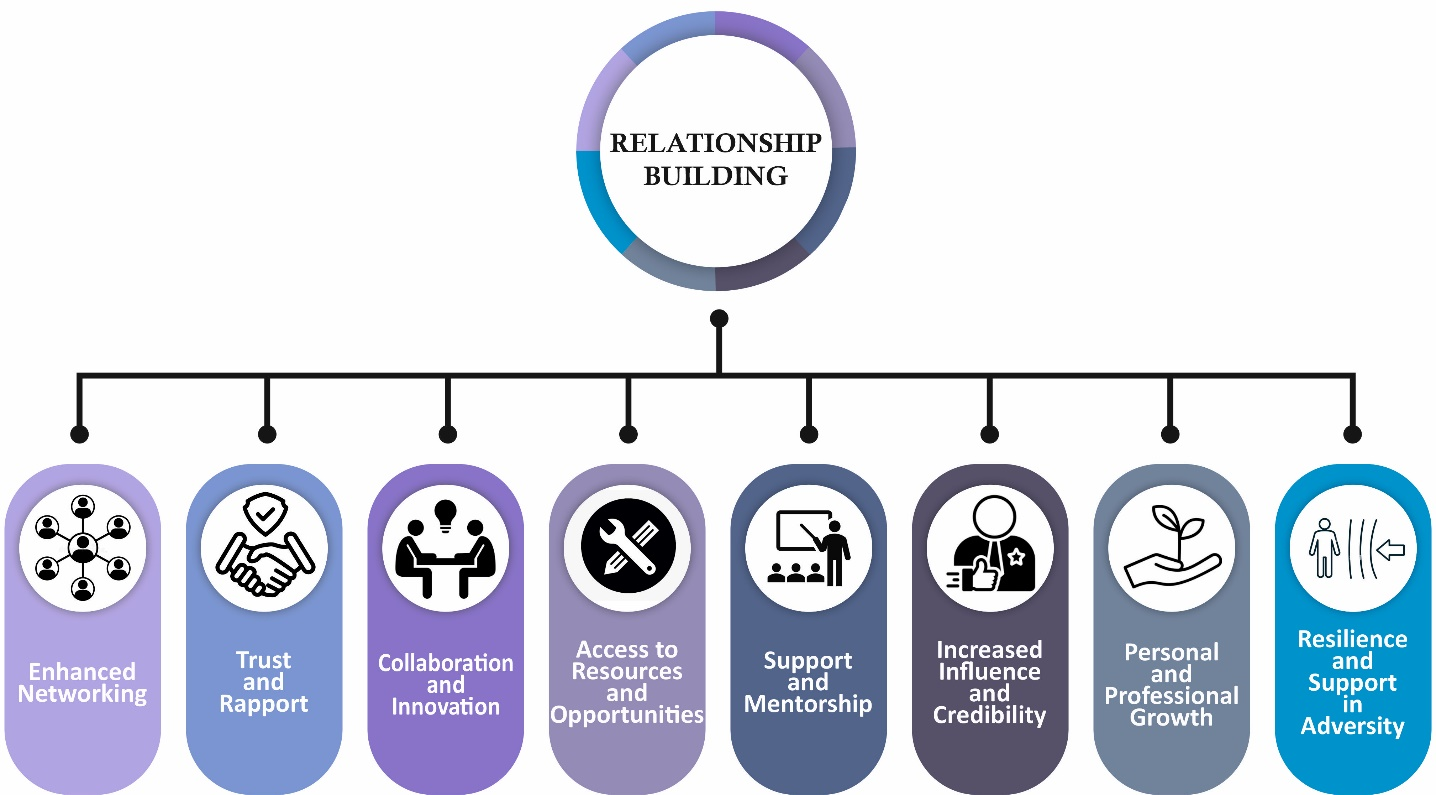 RELATIONSHIP
BUILDING
Enhanced
Networking
Trust
and
Rapport
Collaboration
and
Innovation
Access to
Resources
and
Opportunities
Support
and
Mentorship
Increased
Influence
and
Credibility
Personal
and
Professional
Growth
Resilience
and
Support
in
Adversity